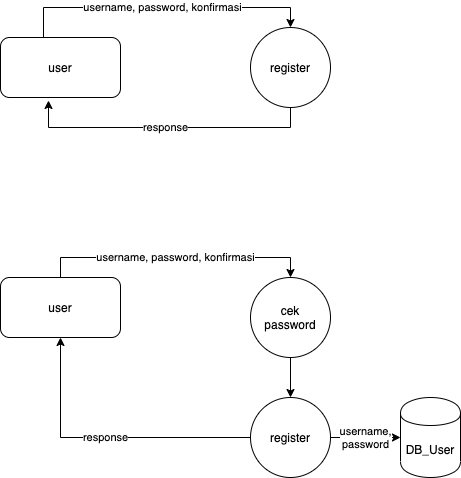 username, password, konfirmasi
user
register
response
username, password, konfirmasi
user
cek
password
response
register
username,
password
DB_User